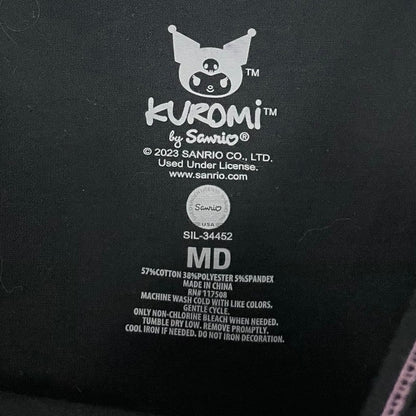 TM
KUROMi™
by Sanrio®
© 2023 SANRIO CO., LTD.
Used Under License.
www.sanrio.com
Sanrio
USA
SIL-34452
MD
57%COTTON 38%POLYESTER 5%SPANDEX
MADE IN CHINA
RN# 117508
MACHINE WASH COLD WITH LIKE COLORS.
GENTLE CYCLE.
ONLY NON-CHLORINE BLEACH WHEN NEEDED.
TUMBLE DRY LOW. REMOVE PROMPTLY.
COOL IRON IF NEEDED. DO NOT IRON DECORATION.